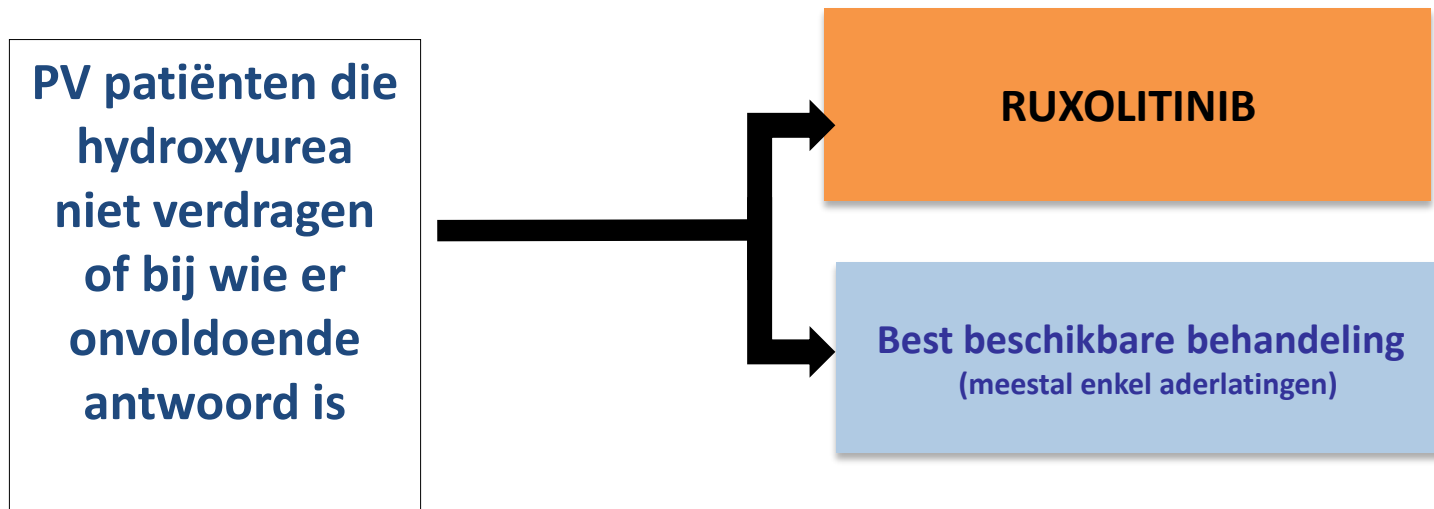 PV patiënten die
hydroxyurea
niet verdragen
of bij wie er
onvoldoende
antwoord is
RUXOLITINIB
Best beschikbare behandeling
(meestal enkel aderlatingen)